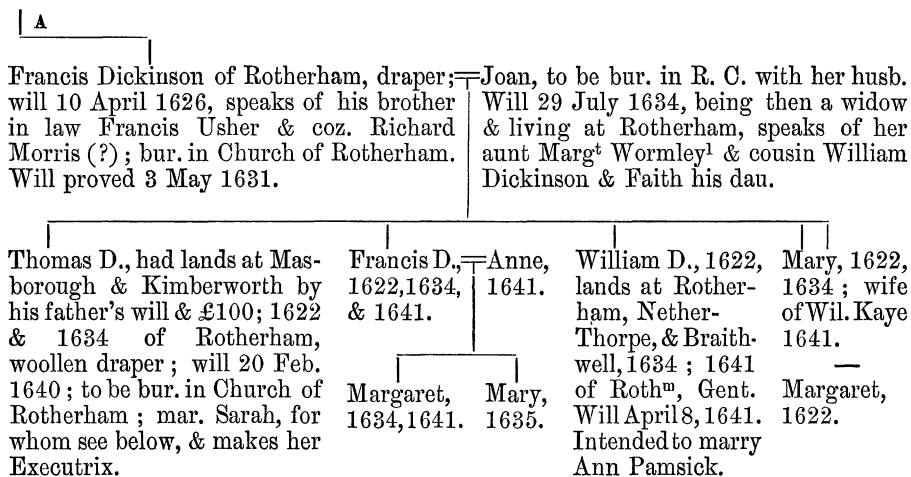 A
Francis Dickinson of Rotherham, draper;
will 10 April 1626, speaks of his brother
in law Francis Usher & coz. Richard
Morris (?); bur. in Church of Rotherham.
Will proved 3 May 1631.
Joan, to be bur. in R. C. with her husb.
Will 29 July 1634, being then a widow
& living at Rotherham, speaks of her
aunt Margᵗ Wormley¹ & cousin William
Dickinson & Faith his dau.
Thomas D., had lands at Mas-
borough & Kimberworth by
his father's will & £100; 1622
& 1634 of Rotherham,
woollen draper; will 20 Feb.
1640; to be bur. in Church of
Rotherham; mar. Sarah, for
whom see below, & makes her
Executrix.
Francis D.,
1622, 1634,
& 1641.
Anne,
1641.
Margaret,
1634, 1641.
Mary,
1635.
William D., 1622,
lands at Rother-
ham, Nether-
Thorpe, & Braith-
well, 1634; 1641
of Rothᵐ, Gent.
Will April 8, 1641.
Intended to marry
Ann Pamsick.
Mary, 1622,
1634; wife
of Wil. Kaye
1641.
—
Margaret,
1622.